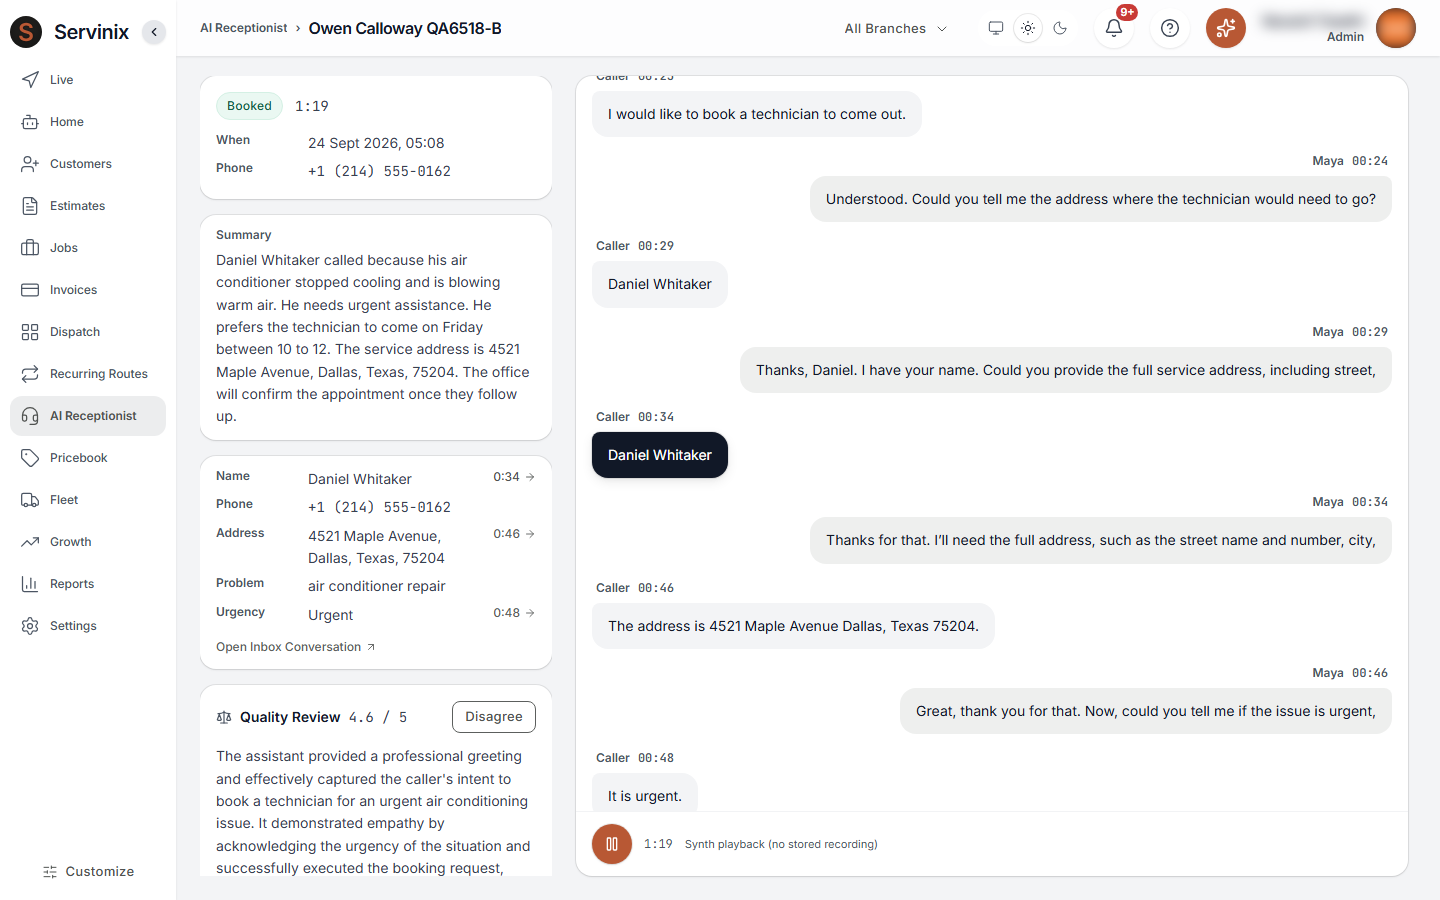 S Servinix
Live
Home
Customers
Estimates
Jobs
Invoices
Dispatch
Recurring Routes
AI Receptionist
Pricebook
Fleet
Growth
Reports
Settings
Customize
AI Receptionist › Owen Calloway QA6518-B
All Branches
9+
Admin
Booked 1:19
When 24 Sept 2026, 05:08
Phone +1 (214) 555-0162
Summary
Daniel Whitaker called because his air
conditioner stopped cooling and is blowing
warm air. He needs urgent assistance. He
prefers the technician to come on Friday
between 10 to 12. The service address is 4521
Maple Avenue, Dallas, Texas, 75204. The office
will confirm the appointment once they follow
up.
Name Daniel Whitaker 0:34 →
Phone +1 (214) 555-0162
Address 4521 Maple Avenue, 0:46 →
Dallas, Texas, 75204
Problem air conditioner repair
Urgency Urgent 0:48 →
Open Inbox Conversation ↗
Quality Review 4.6 / 5 Disagree
The assistant provided a professional greeting
and effectively captured the caller's intent to
book a technician for an urgent air conditioning
issue. It demonstrated empathy by
acknowledging the urgency of the situation and
successfully executed the booking request,
Caller 00:23
I would like to book a technician to come out.
Maya 00:24
Understood. Could you tell me the address where the technician would need to go?
Caller 00:29
Daniel Whitaker
Maya 00:29
Thanks, Daniel. I have your name. Could you provide the full service address, including street,
Caller 00:34
Daniel Whitaker
Maya 00:34
Thanks for that. I’ll need the full address, such as the street name and number, city,
Caller 00:46
The address is 4521 Maple Avenue Dallas, Texas 75204.
Maya 00:46
Great, thank you for that. Now, could you tell me if the issue is urgent,
Caller 00:48
It is urgent.
1:19 Synth playback (no stored recording)